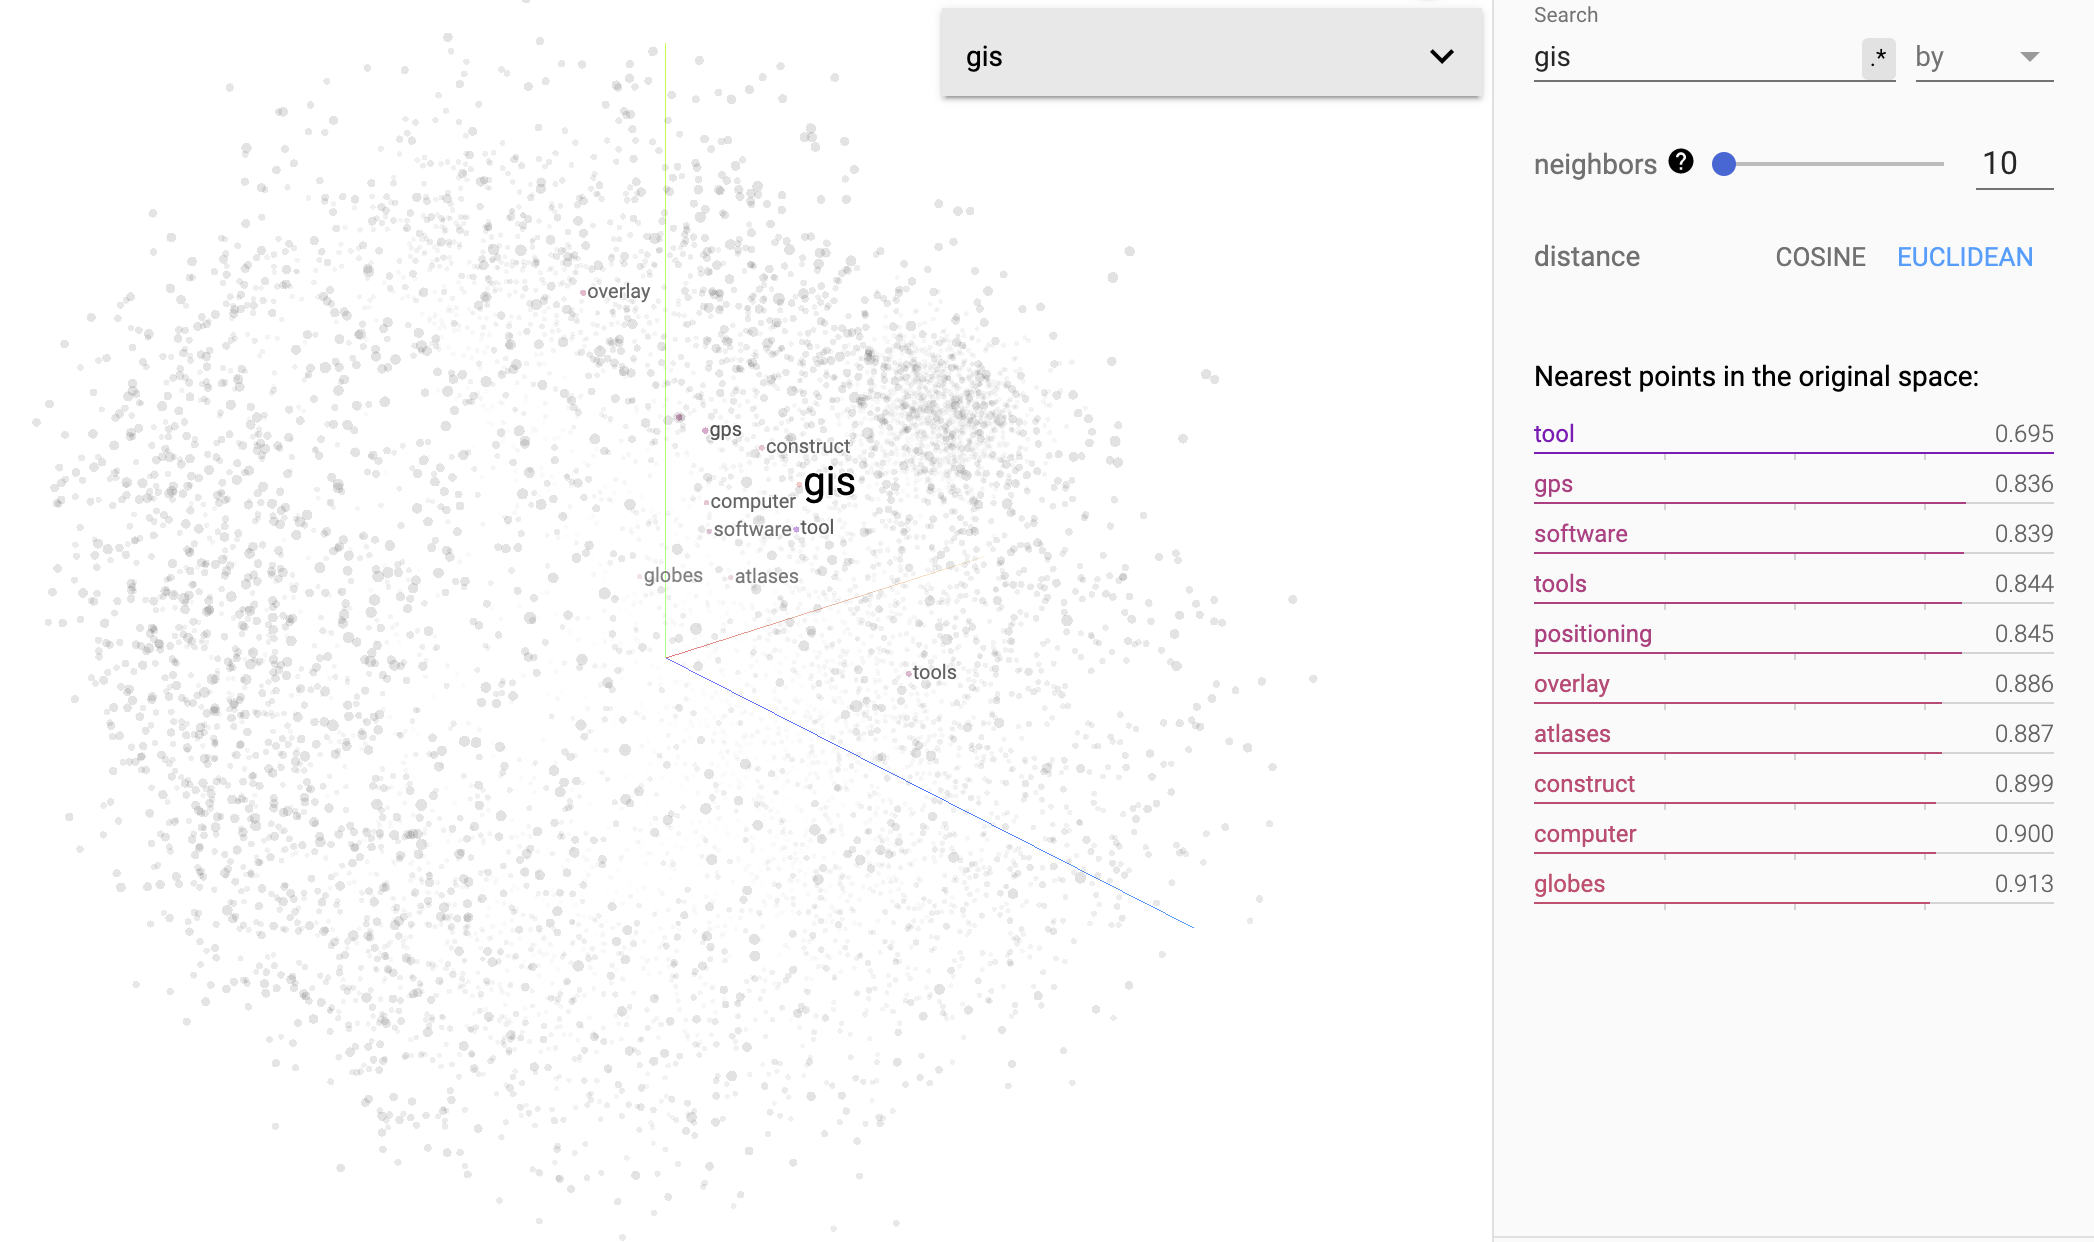 gis
overlay
gps
construct
gis
computer
software tool
globes atlases
tools
Search
gis .* by
neighbors ? 10
distance COSINE EUCLIDEAN
Nearest points in the original space:
tool 0.695
gps 0.836
software 0.839
tools 0.844
positioning 0.845
overlay 0.886
atlases 0.887
construct 0.899
computer 0.900
globes 0.913